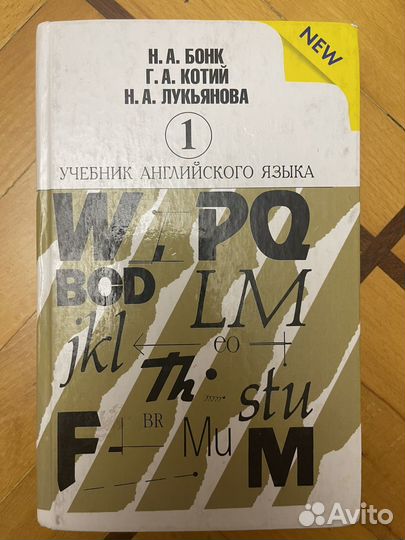 Н. А. БОНК
Г. А. КОТИЙ
Н. А. ЛУКЬЯНОВА
NEW
1
УЧЕБНИК АНГЛИЙСКОГО ЯЗЫКА
W, PQ
BCD
LM
jkl
eo
Th
stu
F
BR
Mu
M
Avito